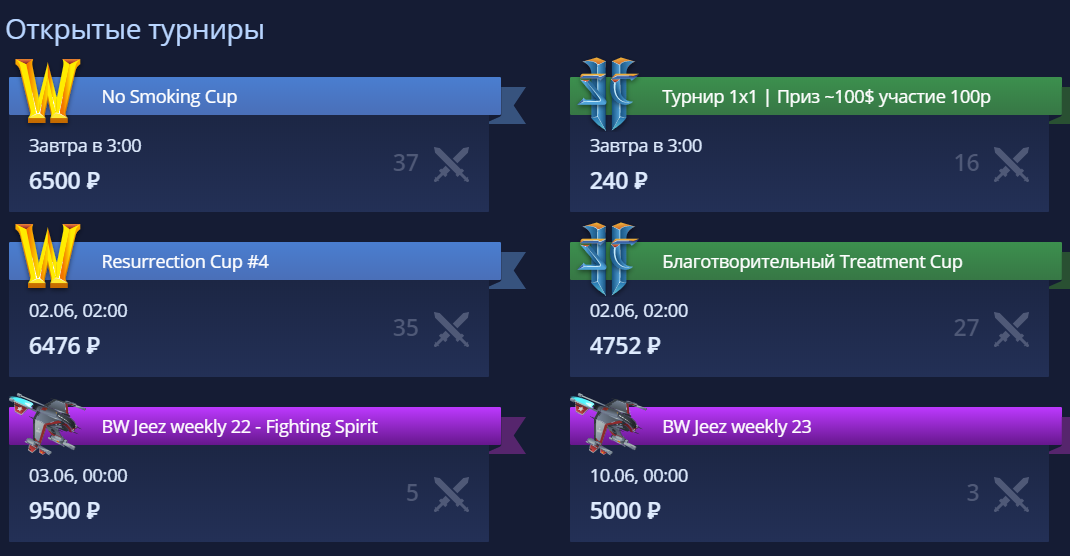 Открытые турниры
No Smoking Cup
Завтра в 3:00
37
6500 ₽
Турнир 1x1 | Приз ~100$ участие 100р
Завтра в 3:00
16
240 ₽
Resurrection Cup #4
02.06, 02:00
35
6476 ₽
Благотворительный Treatment Cup
02.06, 02:00
27
4752 ₽
BW Jeez weekly 22 - Fighting Spirit
03.06, 00:00
5
9500 ₽
BW Jeez weekly 23
10.06, 00:00
3
5000 ₽